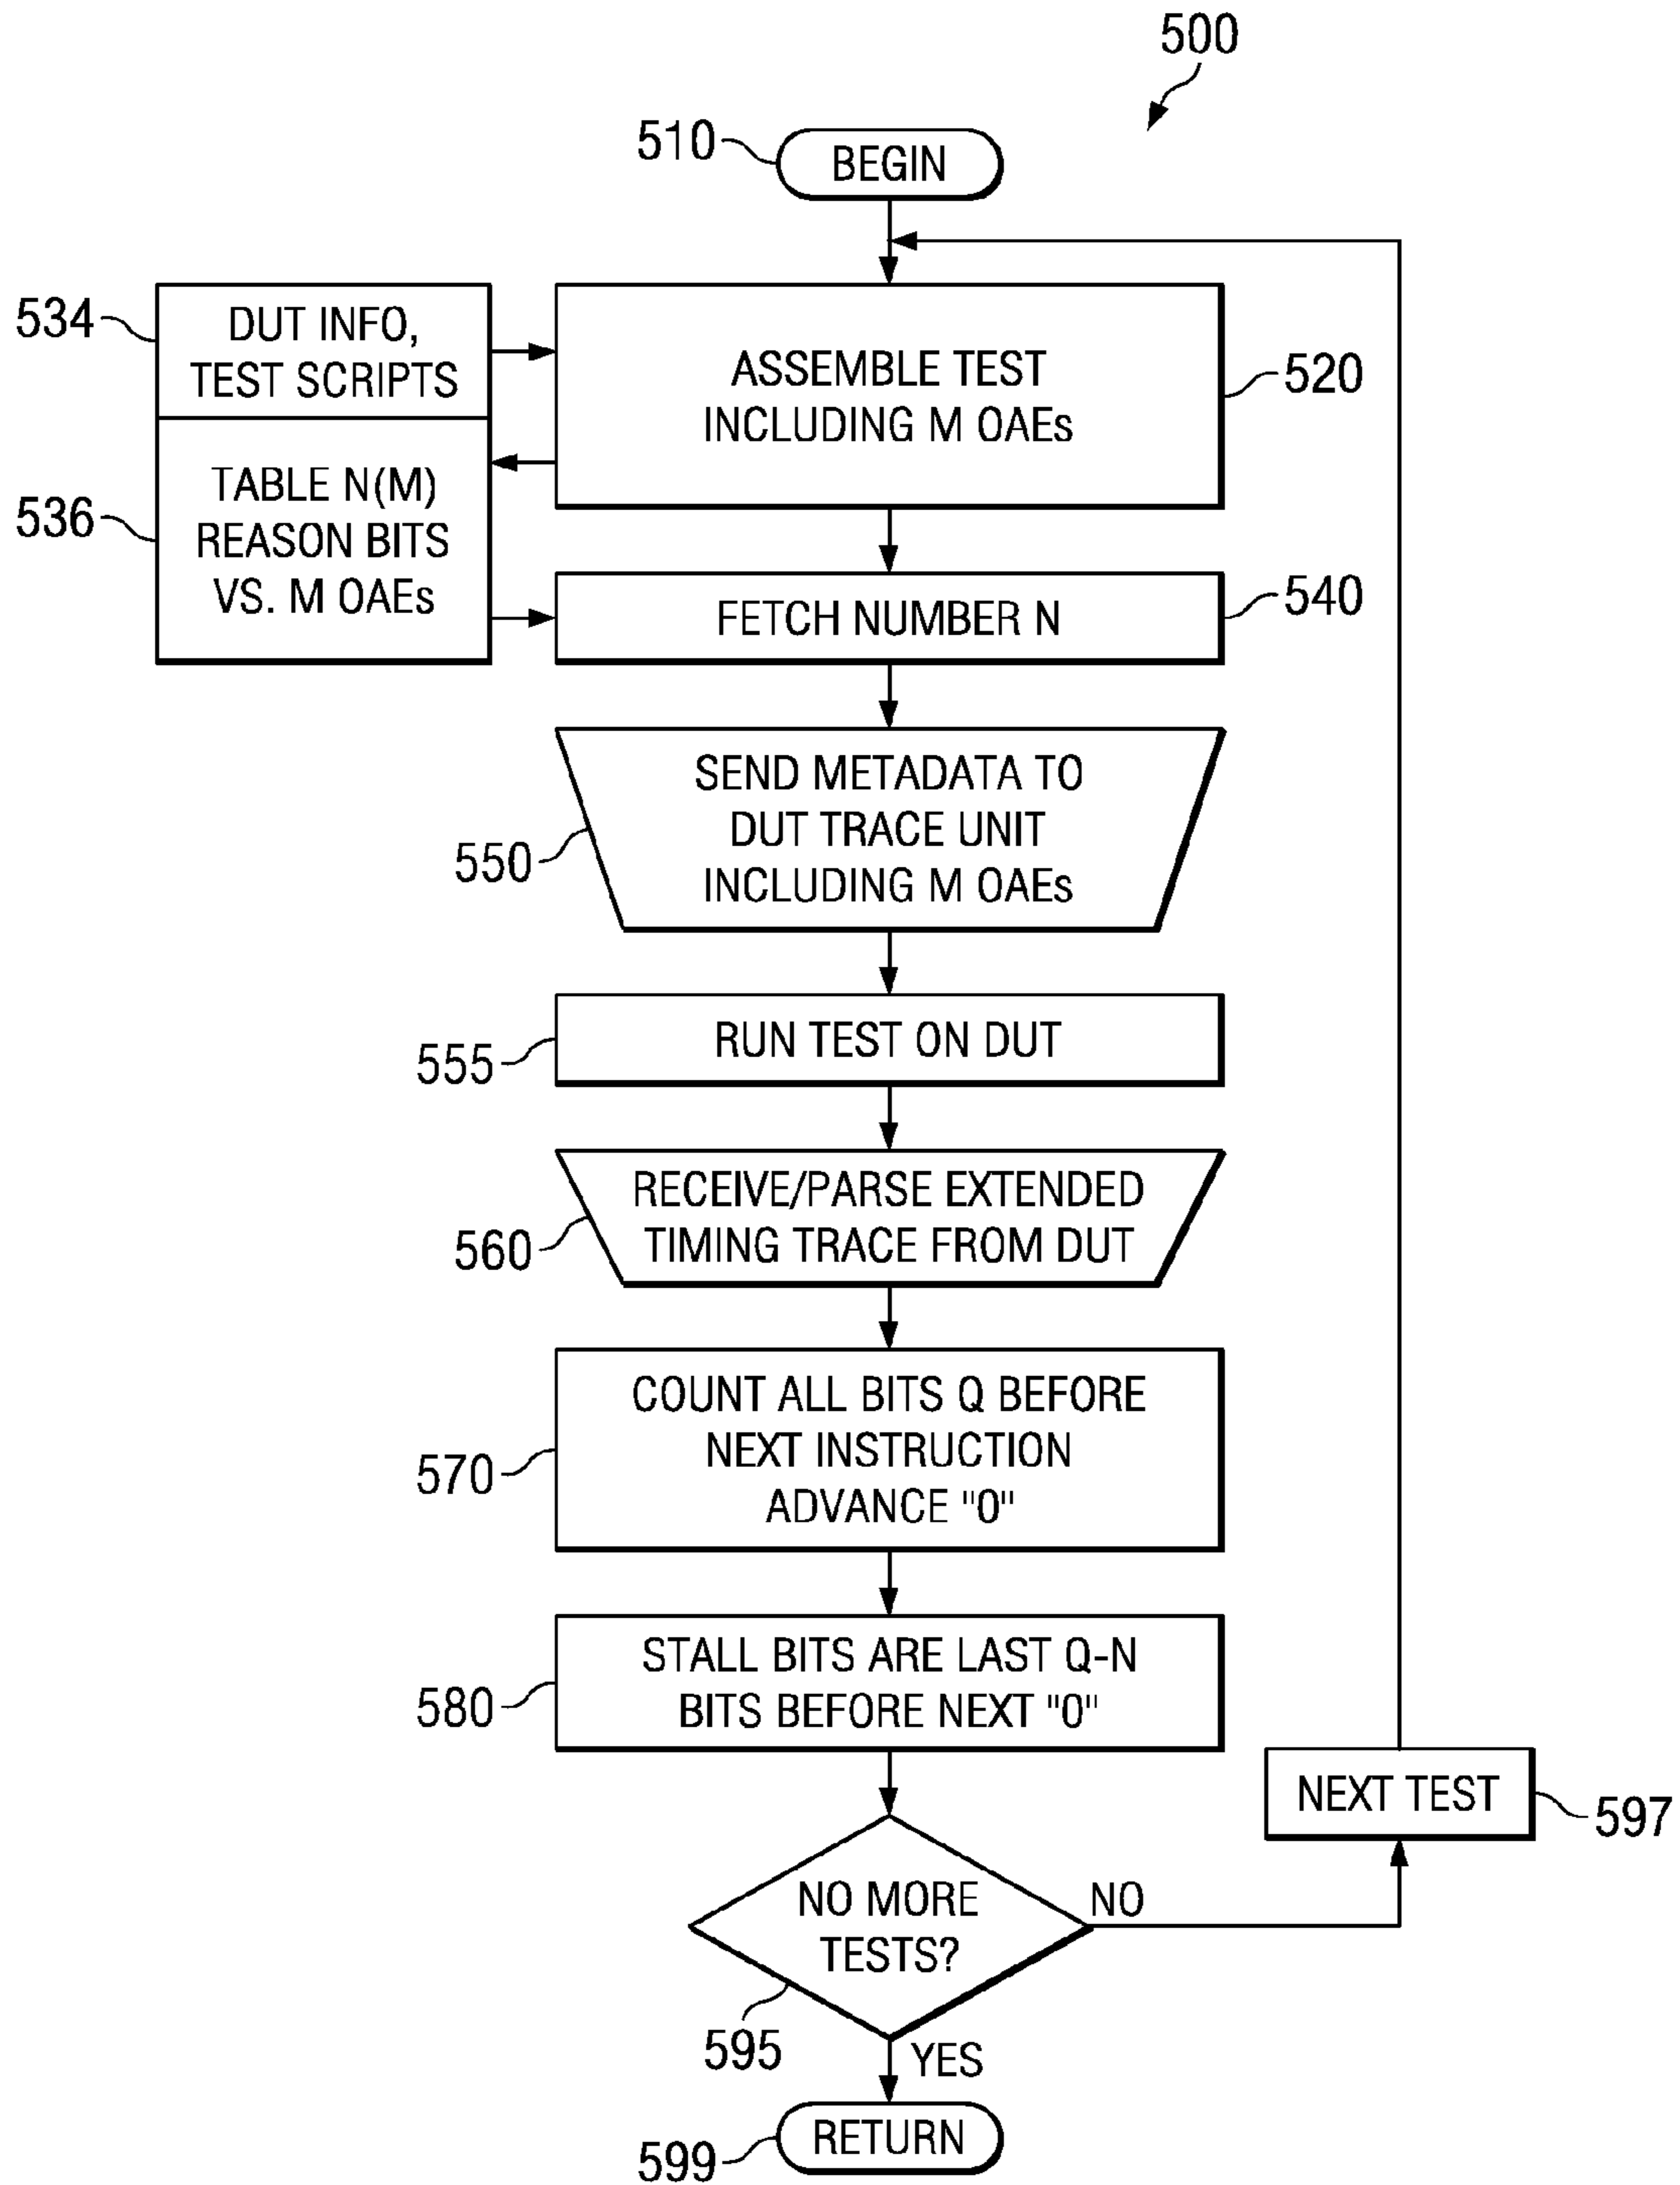 500
510
BEGIN
534
DUT INFO,
TEST SCRIPTS
536
TABLE N(M)
REASON BITS
VS. M OAEs
ASSEMBLE TEST
INCLUDING M OAEs
520
FETCH NUMBER N
540
SEND METADATA TO
DUT TRACE UNIT
INCLUDING M OAEs
550
RUN TEST ON DUT
555
RECEIVE/PARSE EXTENDED
TIMING TRACE FROM DUT
560
COUNT ALL BITS Q BEFORE
NEXT INSTRUCTION
ADVANCE "0"
570
STALL BITS ARE LAST Q-N
BITS BEFORE NEXT "0"
580
NEXT TEST
597
NO MORE
TESTS?
NO
595
YES
RETURN
599